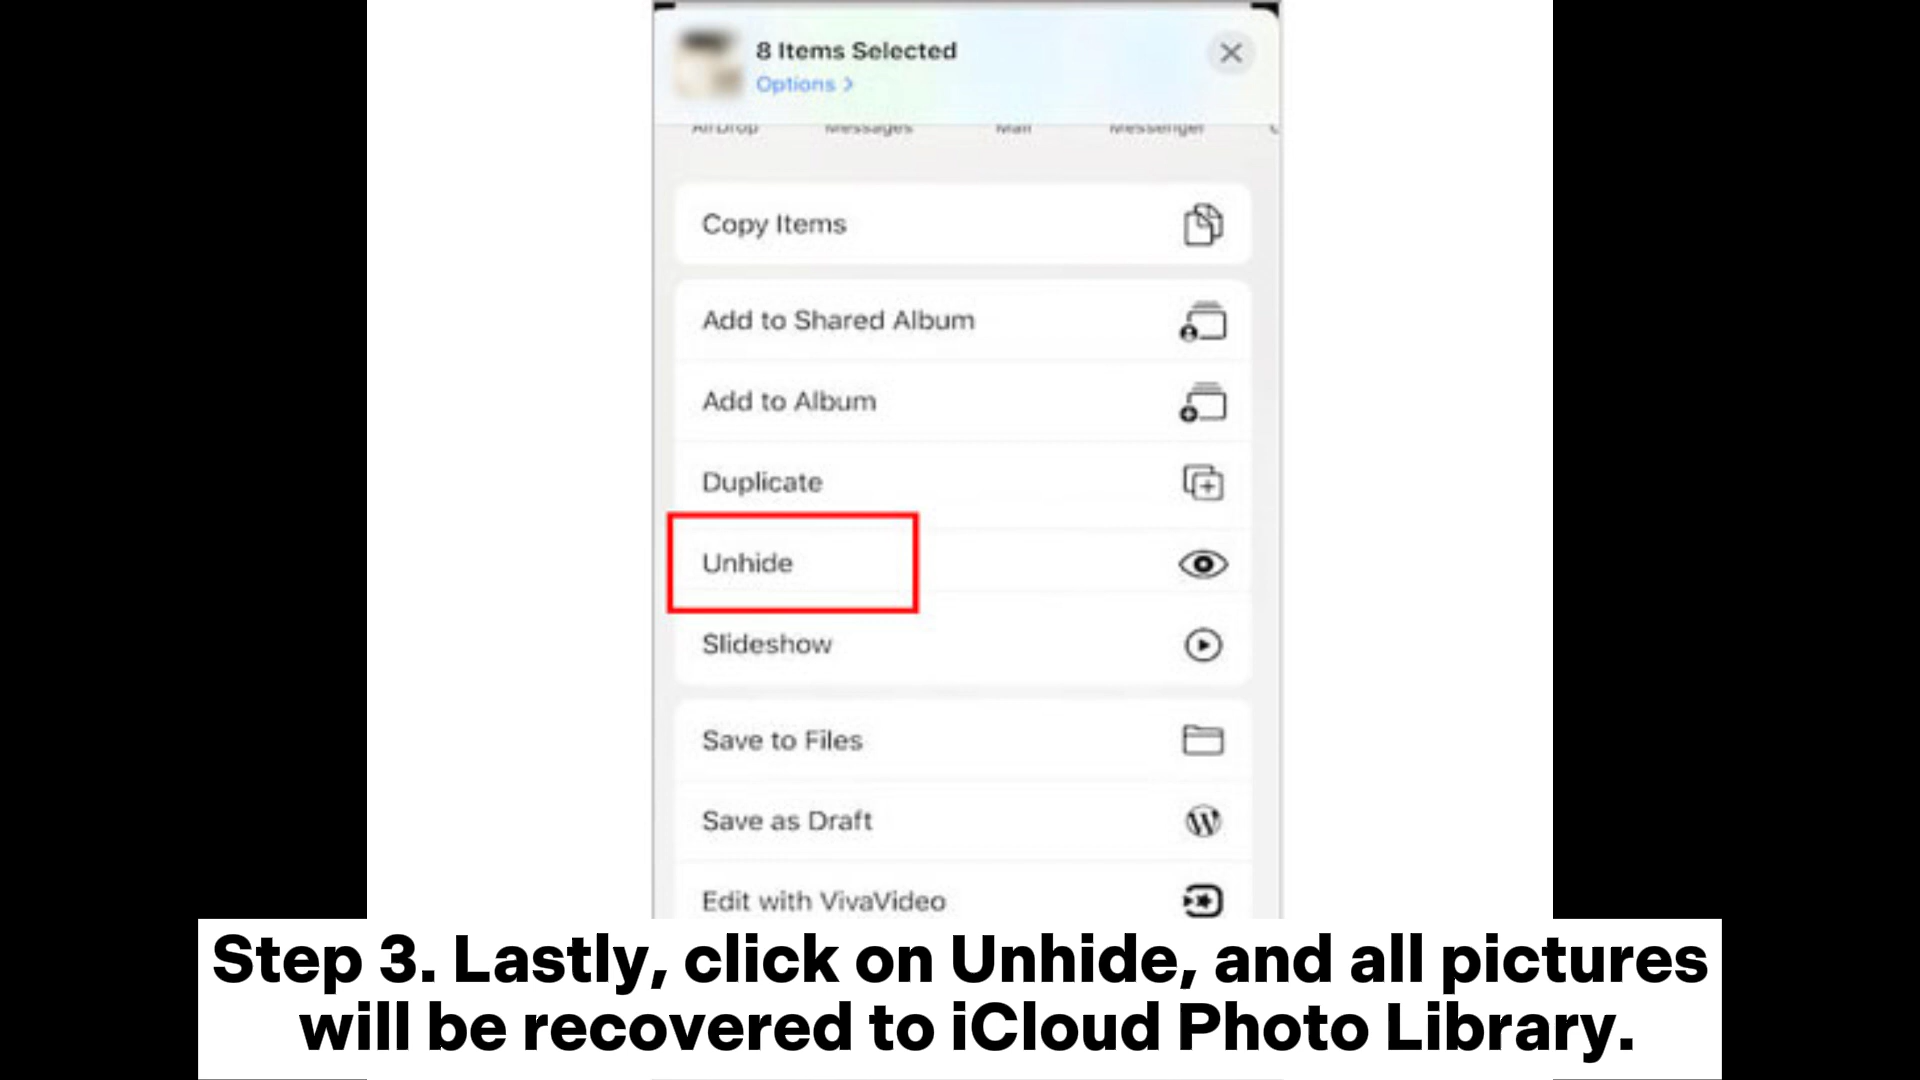 8 Items Selected
Options >
AirDrop Messages Mail Messenger
Copy Items
Add to Shared Album
Add to Album
Duplicate
Unhide
Slideshow
Save to Files
Save as Draft
Edit with VivaVideo
Step 3. Lastly, click on Unhide, and all pictures
will be recovered to iCloud Photo Library.